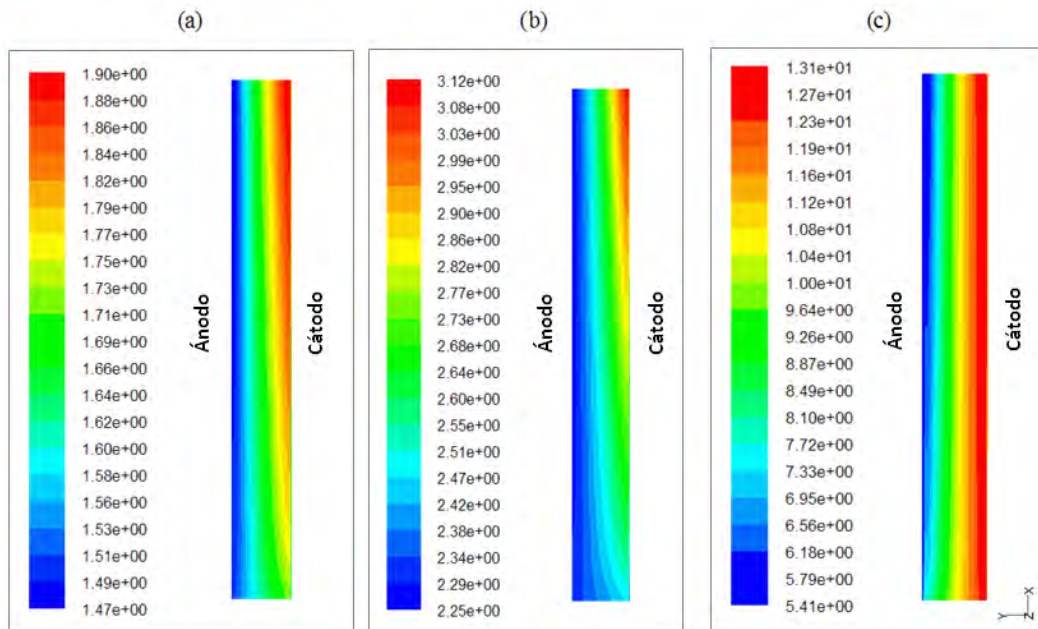 (a)
(b)
(c)
1.90e+00
1.88e+00
1.86e+00
1.84e+00
1.82e+00
1.79e+00
1.77e+00
1.75e+00
1.73e+00
1.71e+00
1.69e+00
1.66e+00
1.64e+00
1.62e+00
1.60e+00
1.58e+00
1.56e+00
1.53e+00
1.51e+00
1.49e+00
1.47e+00
Ánodo
Cátodo
3.12e+00
3.08e+00
3.03e+00
2.99e+00
2.95e+00
2.90e+00
2.86e+00
2.82e+00
2.77e+00
2.73e+00
2.68e+00
2.64e+00
2.60e+00
2.55e+00
2.51e+00
2.47e+00
2.42e+00
2.38e+00
2.34e+00
2.29e+00
2.25e+00
Ánodo
Cátodo
1.31e+01
1.27e+01
1.23e+01
1.19e+01
1.16e+01
1.12e+01
1.08e+01
1.04e+01
1.00e+01
9.64e+00
9.26e+00
8.87e+00
8.49e+00
8.10e+00
7.72e+00
7.33e+00
6.95e+00
6.56e+00
6.18e+00
5.79e+00
5.41e+00
Ánodo
Cátodo
X
Y
Z